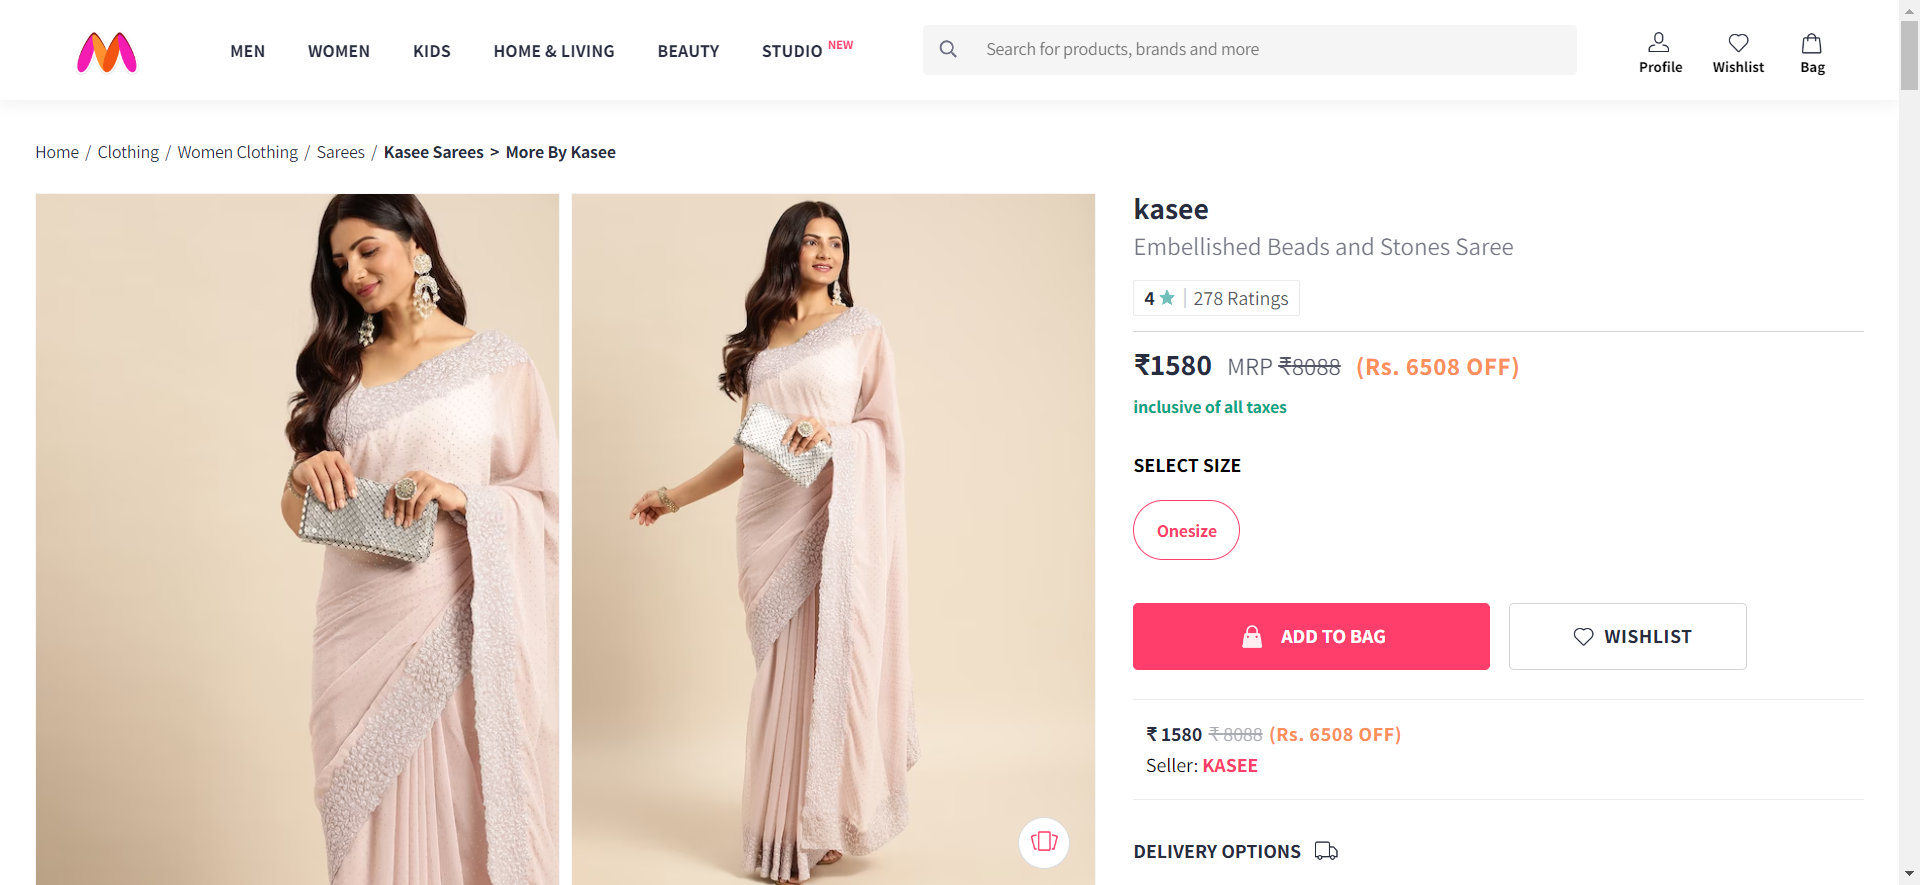 MEN WOMEN KIDS HOME & LIVING BEAUTY STUDIO NEW
Search for products, brands and more
Profile Wishlist Bag
Home / Clothing / Women Clothing / Sarees / Kasee Sarees > More By Kasee
kasee
Embellished Beads and Stones Saree
4 ★ | 278 Ratings
₹1580 MRP ₹8088 (Rs. 6508 OFF)
inclusive of all taxes
SELECT SIZE
Onesize
ADD TO BAG WISHLIST
₹ 1580 ₹ 8088 (Rs. 6508 OFF)
Seller: KASEE
DELIVERY OPTIONS